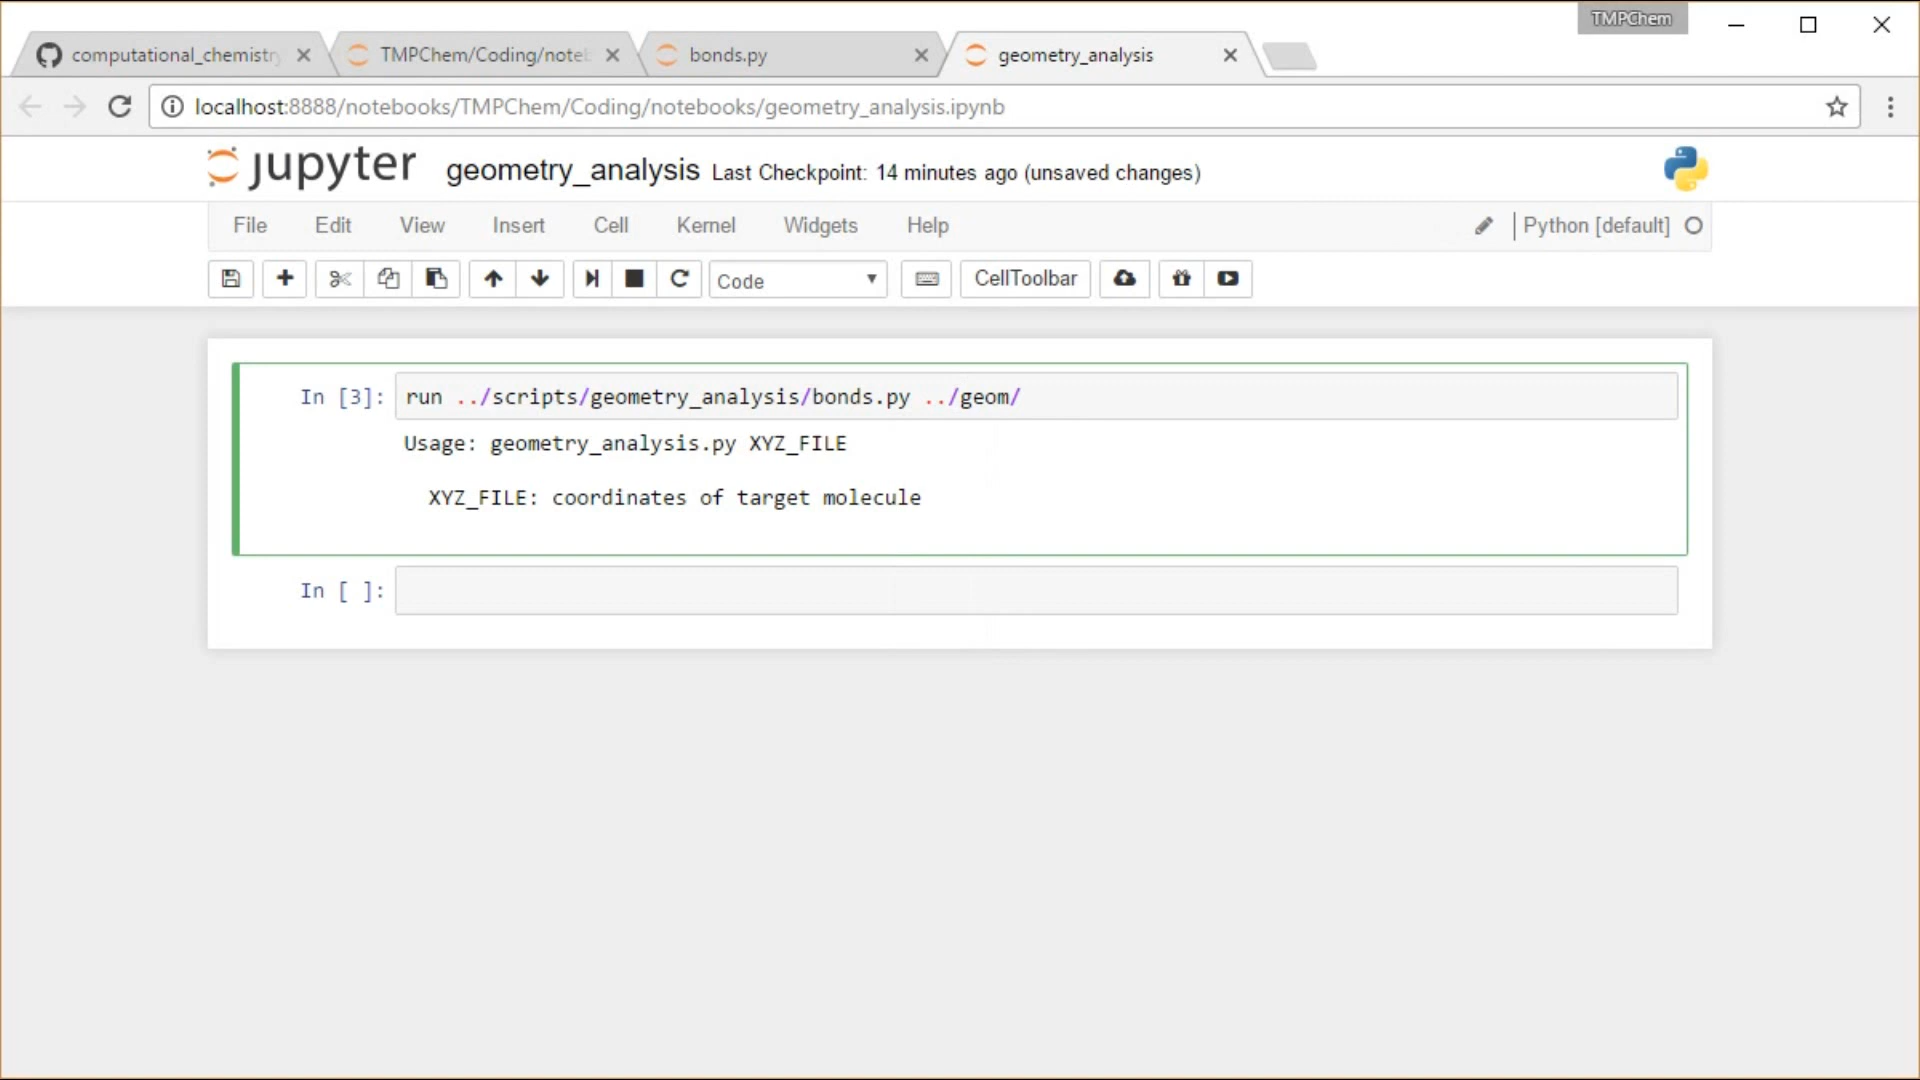 TMPChem
computational_chemistry
TMPChem/Coding/noteb
bonds.py
geometry_analysis
localhost:8888/notebooks/TMPChem/Coding/notebooks/geometry_analysis.ipynb
jupyter geometry_analysis Last Checkpoint: 14 minutes ago (unsaved changes)
File Edit View Insert Cell Kernel Widgets Help Python [default]
Code CellToolbar
In [3]: run ../scripts/geometry_analysis/bonds.py ../geom/
Usage: geometry_analysis.py XYZ_FILE
XYZ_FILE: coordinates of target molecule
In [ ]: